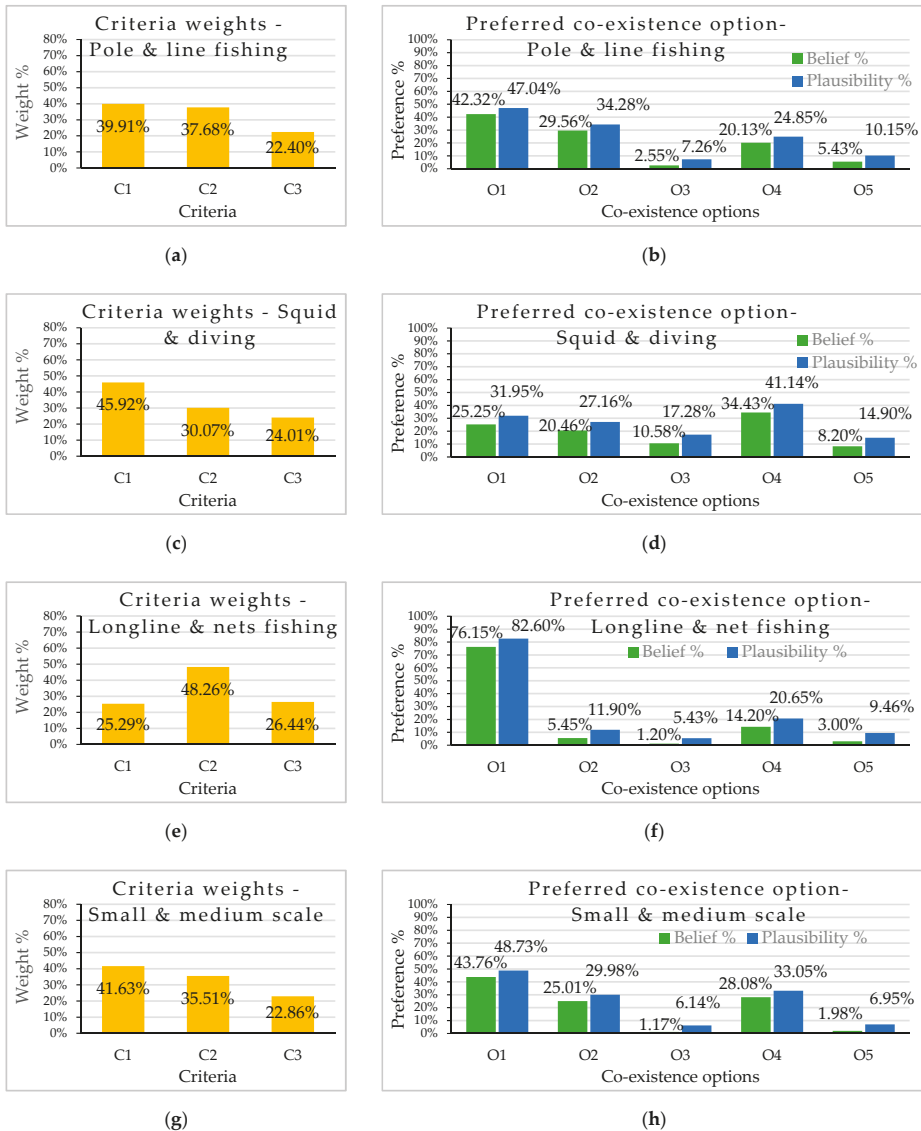 Criteria weights -
Pole & line fishing
80%
70%
60%
50%
40%
30%
20%
10%
0%
Weight %
39.91%
37.68%
22.40%
C1 C2 C3
Criteria
(a)
Preferred co-existence option-
Pole & line fishing
100%
90%
80%
70%
60%
50%
40%
30%
20%
10%
0%
Preference %
Belief %
Plausibility %
42.32% 47.04%
29.56% 34.28%
2.55% 7.26%
20.13% 24.85%
5.43% 10.15%
O1 O2 O3 O4 O5
Co-existence options
(b)
Criteria weights - Squid
& diving
80%
70%
60%
50%
40%
30%
20%
10%
0%
Weight %
45.92%
30.07%
24.01%
C1 C2 C3
Criteria
(c)
Preferred co-existence option-
Squid & diving
100%
90%
80%
70%
60%
50%
40%
30%
20%
10%
0%
Preference %
Belief %
Plausibility %
25.25% 31.95%
20.46% 27.16%
10.58% 17.28%
34.43% 41.14%
8.20% 14.90%
O1 O2 O3 O4 O5
Co-existence options
(d)
Criteria weights -
Longline & nets fishing
80%
70%
60%
50%
40%
30%
20%
10%
0%
Weight %
25.29%
48.26%
26.44%
C1 C2 C3
Criteria
(e)
Preferred co-existence option-
Longline & net fishing
100%
90%
80%
70%
60%
50%
40%
30%
20%
10%
0%
Preference %
Belief % Plausibility %
76.15% 82.60%
5.45% 11.90%
1.20% 5.43%
14.20% 20.65%
3.00% 9.46%
O1 O2 O3 O4 O5
Co-existence options
(f)
Criteria weights -
Small & medium scale
80%
70%
60%
50%
40%
30%
20%
10%
0%
Weight %
41.63%
35.51%
22.86%
C1 C2 C3
Criteria
(g)
Preferred co-existence option-
Small & medium scale
100%
90%
80%
70%
60%
50%
40%
30%
20%
10%
0%
Preference %
Belief % Plausibility %
43.76% 48.73%
25.01% 29.98%
1.17% 6.14%
28.08% 33.05%
1.98% 6.95%
O1 O2 O3 O4 O5
Co-existence options
(h)